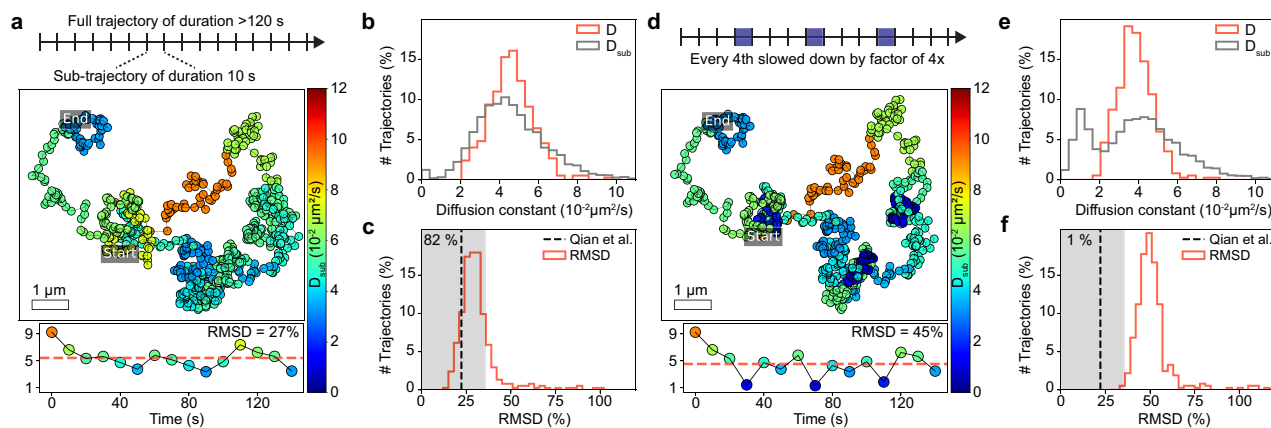 a
Full trajectory of duration >120 s
Sub-trajectory of duration 10 s
End
Start
1 µm
12
10
8
6
4
2
0
D_sub (10⁻² µm²/s)
RMSD = 27%
9
5
1
0 40 80 120
Time (s)
b
D
D_sub
15
10
5
0
0 2 4 6 8 10
# Trajectories (%)
Diffusion constant (10⁻²µm²/s)
c
82 %
Qian et al.
RMSD
15
10
5
0
0 25 50 75 100
# Trajectories (%)
RMSD (%)
d
Every 4th slowed down by factor of 4x
End
Start
1 µm
12
10
8
6
4
2
0
D_sub (10⁻² µm²/s)
RMSD = 45%
9
5
1
0 40 80 120
Time (s)
e
D
D_sub
15
10
5
0
0 2 4 6 8 10
# Trajectories (%)
Diffusion constant (10⁻²µm²/s)
f
1 %
Qian et al.
RMSD
15
10
5
0
0 25 50 75 100
# Trajectories (%)
RMSD (%)